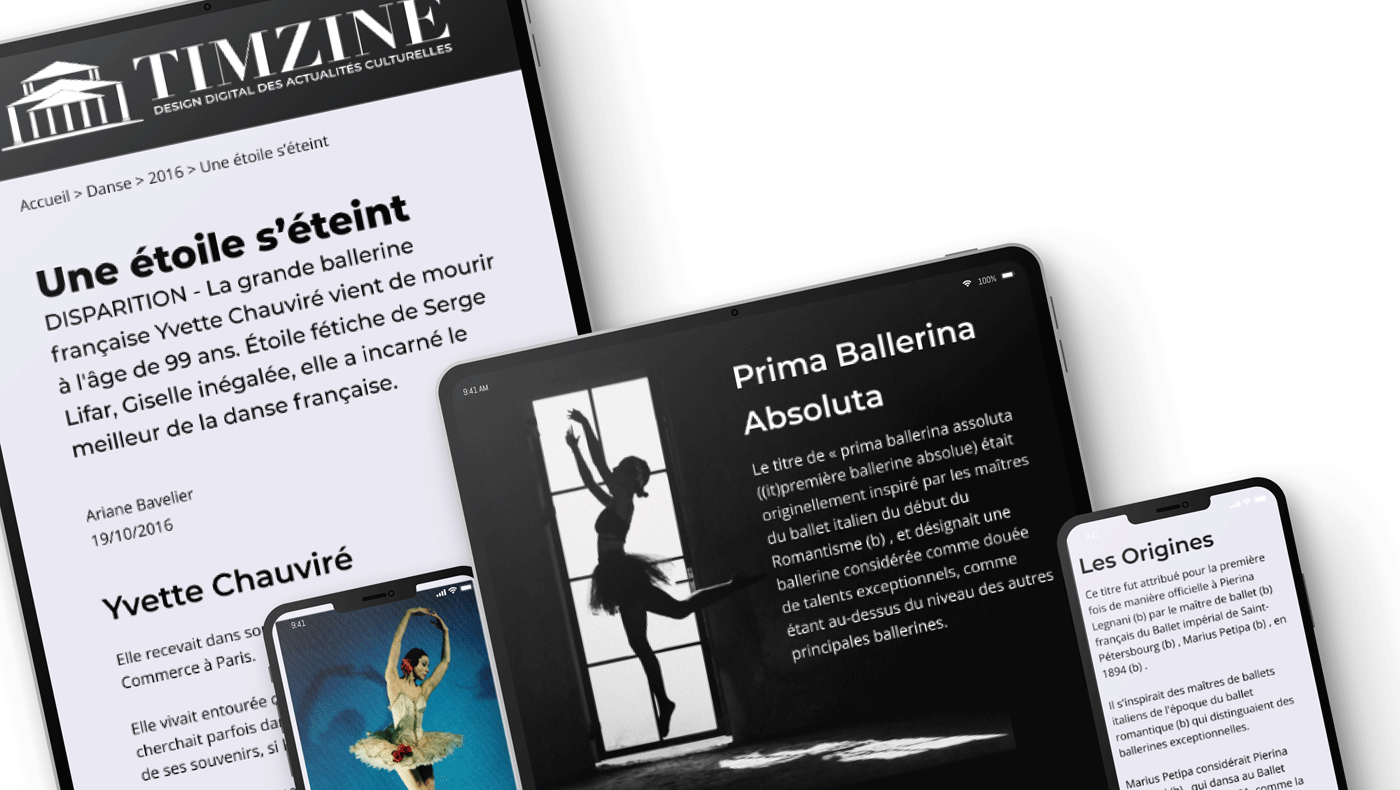 TIMZINE
DESIGN DIGITAL DES ACTUALITÉS CULTURELLES
Accueil > Danse > 2016 > Une étoile s'éteint
Une étoile s'éteint
DISPARITION - La grande ballerine
française Yvette Chauviré vient de mourir
à l'âge de 99 ans. Étoile fétiche de Serge
Lifar, Giselle inégalée, elle a incarné le
meilleur de la danse française.
Ariane Bavelier
19/10/2016
Yvette Chauviré
Recevait dans so
Commerce à Paris.
Elle vivait entourée
cherchait parfois da
de ses souvenirs, si
9:41
9:41 AM
100%
Prima Ballerina
Absoluta
Le titre de « prima ballerina assoluta
((it)première ballerine absolue) était
originellement inspiré par les maîtres
du ballet italien du début du
Romantisme (b) , et désignait une
ballerine considérée comme douée
de talents exceptionnels, comme
étant au-dessus du niveau des autres
principales ballerines.
9:41
Les Origines
Ce titre fut attribué pour la première
fois de manière officielle à Pierina
Legnani (b) par le maître de ballet (b)
français du Ballet impérial de Saint-
Pétersbourg (b) , Marius Petipa (b) , en
1894 (b) .
Il s'inspirait des maîtres de ballets
italiens de l'époque du ballet
romantique (b) qui distinguaient des
ballerines exceptionnelles.
Marius Petipa considérait Pierina
(b) , qui dansa au Ballet
comme la